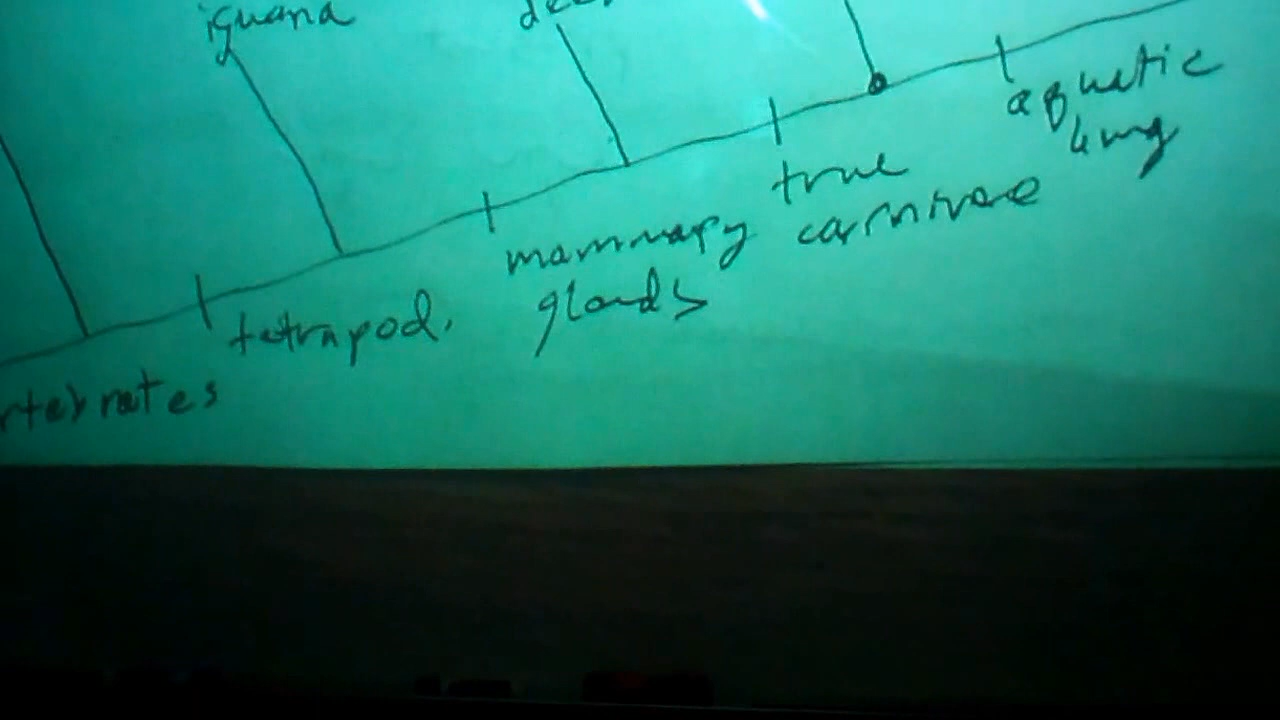 iguana
aquatic
lung
true
carnivore
mammary
glands
tetrapod.
rtebrates